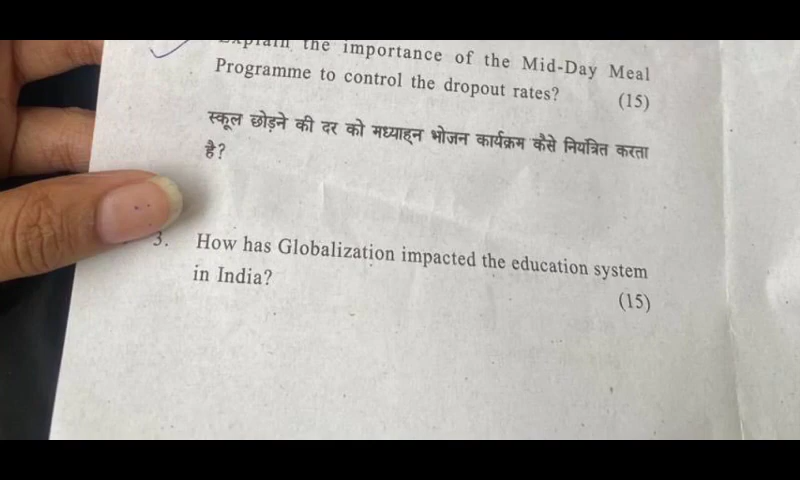 Explain the importance of the Mid-Day Meal
Programme to control the dropout rates? (15)
स्कूल छोड़ने की दर को मध्याह्न भोजन कार्यक्रम कैसे नियंत्रित करता
है?
3. How has Globalization impacted the education system
in India? (15)